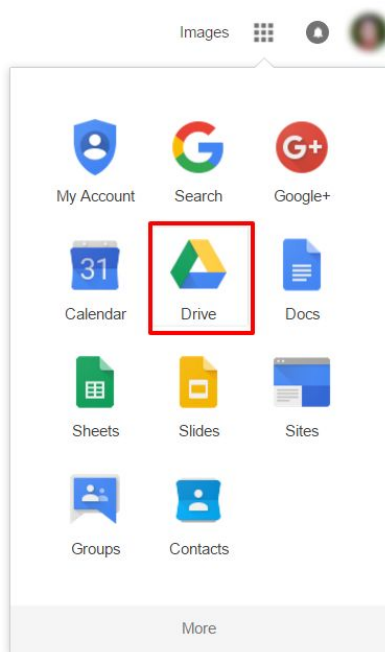 Images
My Account Search Google+
G+
31
Calendar Drive Docs
Sheets Slides Sites
Groups Contacts
More